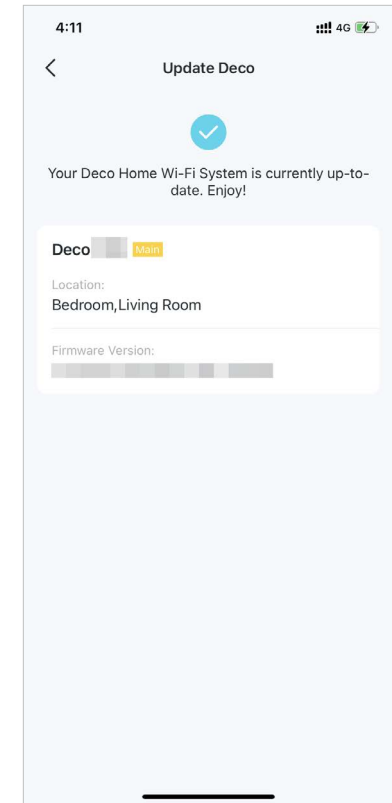 4:11
4G
Update Deco
Your Deco Home Wi-Fi System is currently up-to-
date. Enjoy!
Deco Main
Location:
Bedroom,Living Room
Firmware Version: